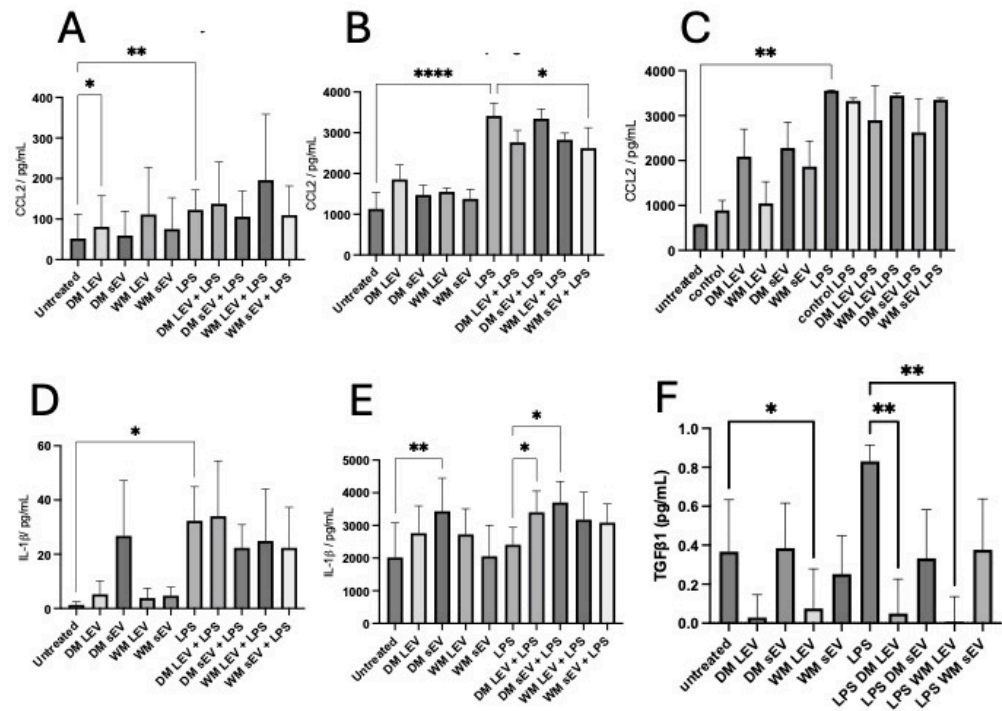 A
**
*
CCL2 / pg/mL
400
300
200
100
0
Untreated
DM LEV
DM sEV
WM LEV
WM sEV
LPS
DM LEV + LPS
DM sEV + LPS
WM LEV + LPS
WM sEV + LPS
B
****
*
CCL2 / pg/mL
4000
3000
2000
1000
0
Untreated
DM LEV
DM sEV
WM LEV
WM sEV
LPS
DM LEV + LPS
DM sEV + LPS
WM LEV + LPS
WM sEV + LPS
C
**
CCL2 / pg/mL
4000
3000
2000
1000
0
untreated
control
DM LEV
WM LEV
DM sEV
WM sEV
LPS
control LPS
DM LEV LPS
WM LEV LPS
DM sEV LPS
WM sEV LPS
D
*
IL-1β/ pg/mL
60
40
20
0
Untreated
DM LEV
DM sEV
WM LEV
WM sEV
LPS
DM LEV + LPS
DM sEV + LPS
WM LEV + LPS
WM sEV + LPS
E
**
*
*
IL-1β / pg/mL
5000
4000
3000
2000
1000
0
Untreated
DM LEV
DM sEV
WM LEV
WM sEV
LPS
DM LEV + LPS
DM sEV + LPS
WM LEV + LPS
WM sEV + LPS
F
**
*
**
TGFβ1 (pg/mL)
1.0
0.8
0.6
0.4
0.2
0.0
untreated
DM LEV
DM sEV
WM LEV
WM sEV
LPS
LPS DM LEV
LPS DM sEV
LPS WM LEV
LPS WM sEV